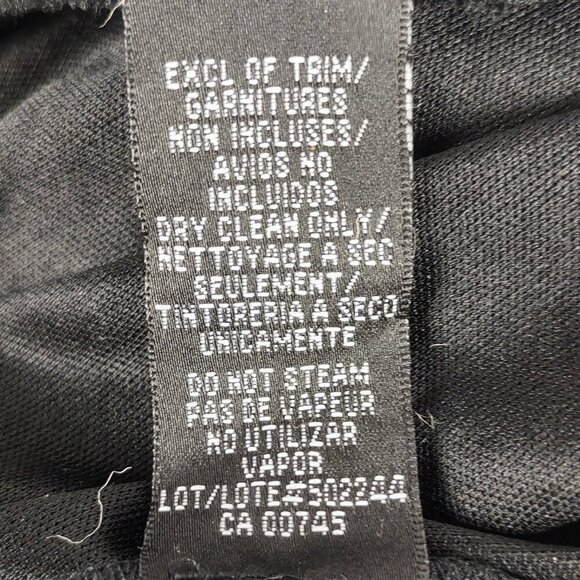 EXCL OF TRIM/
GARNITURES
NON INCLUSES/
AVIOS NO
INCLUIDOS
DRY CLEAN ONLY/
NETTOYAGE A SEC
SEULEMENT/
TINTURERIA A SECO
UNICAMENTE
DO NOT STEAM
PAS DE VAPEUR
NO UTILIZAR
VAPOR
LOT/LOTE#502244
CA 00745